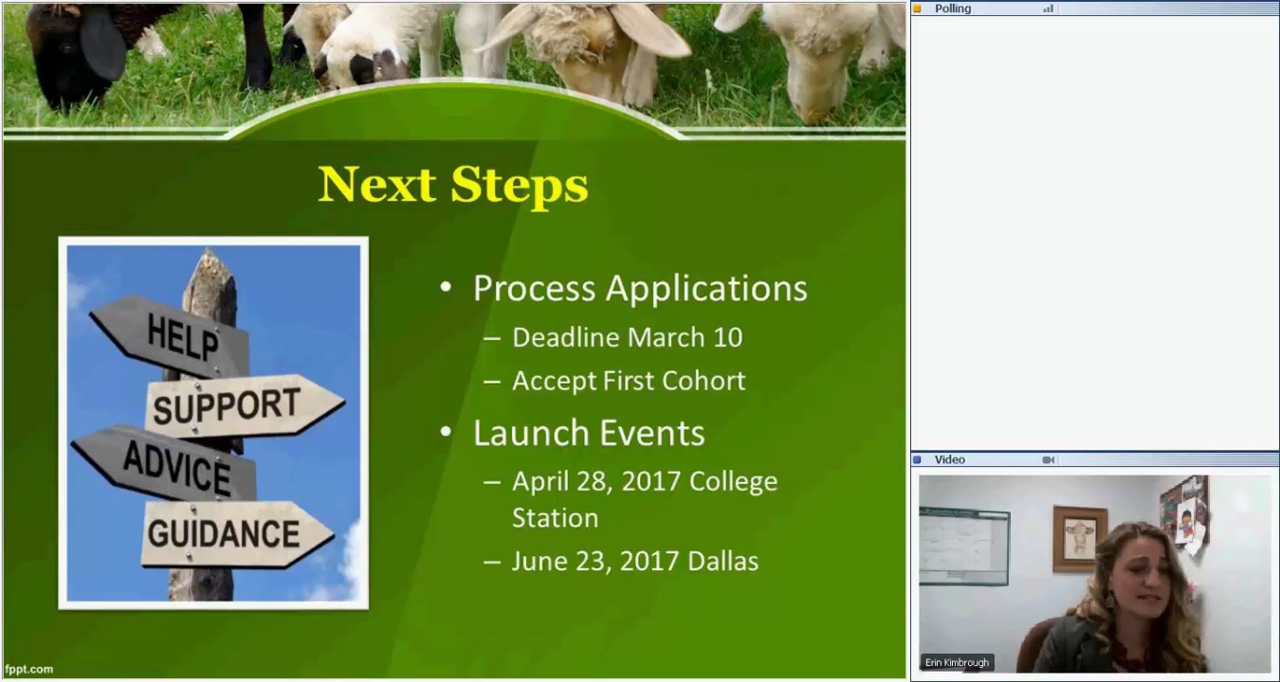 Next Steps
HELP
SUPPORT
ADVICE
GUIDANCE
• Process Applications
– Deadline March 10
– Accept First Cohort
• Launch Events
– April 28, 2017 College
Station
– June 23, 2017 Dallas
fppt.com
Polling
Video
Erin Kimbrough